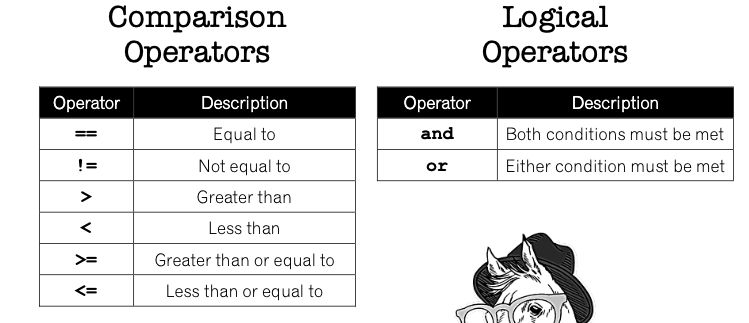 Comparison
Operators
Operator Description
== Equal to
!= Not equal to
> Greater than
< Less than
>= Greater than or equal to
<= Less than or equal to
Logical
Operators
Operator Description
and Both conditions must be met
or Either condition must be met